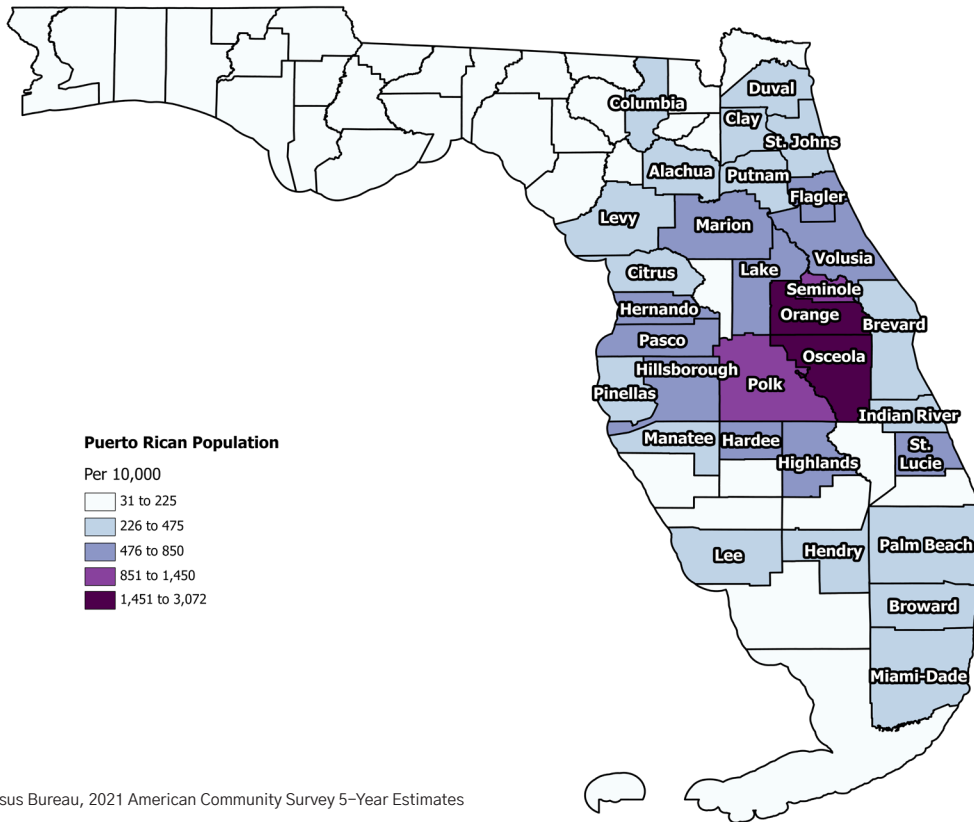 Duval
Columbia
Clay
St. Johns
Alachua
Putnam
Flagler
Levy
Marion
Volusia
Citrus
Lake
Seminole
Hernando
Orange
Brevard
Pasco
Osceola
Hillsborough
Polk
Pinellas
Indian River
Manatee
Hardee
St.
Lucie
Highlands
Puerto Rican Population
Per 10,000
31 to 225
226 to 475
476 to 850
851 to 1,450
1,451 to 3,072
Lee
Hendry
Palm Beach
Broward
Miami-Dade
sus Bureau, 2021 American Community Survey 5-Year Estimates